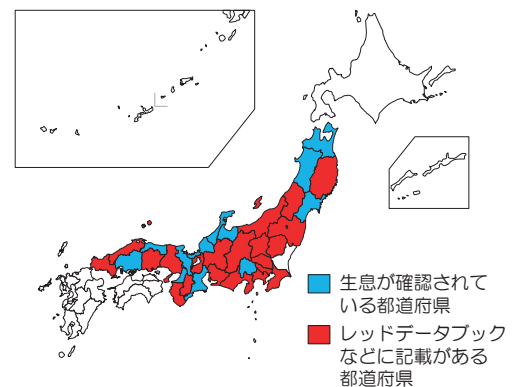 生息が確認されて
いる都道府県
レッドデータブック
などに記載がある
都道府県